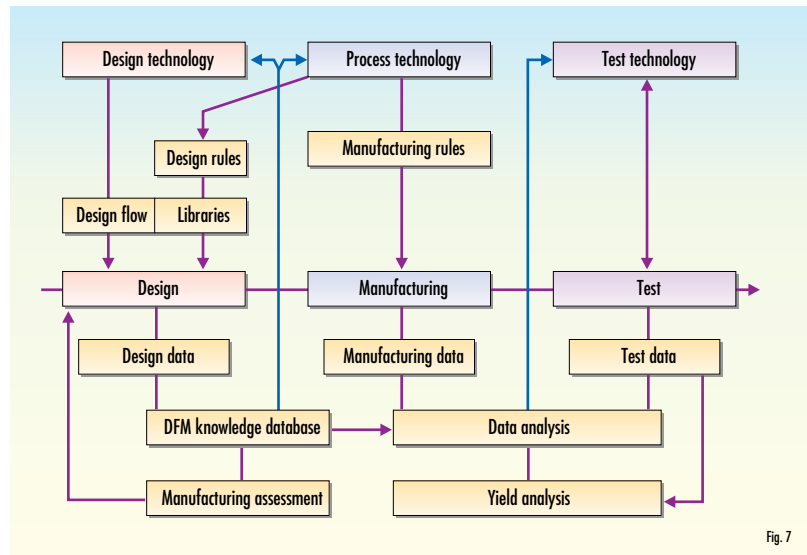 Design technology
Process technology
Test technology
Design rules
Manufacturing rules
Design flow
Libraries
Design
Manufacturing
Test
Design data
Manufacturing data
Test data
DFM knowledge database
Data analysis
Manufacturing assessment
Yield analysis
Fig. 7